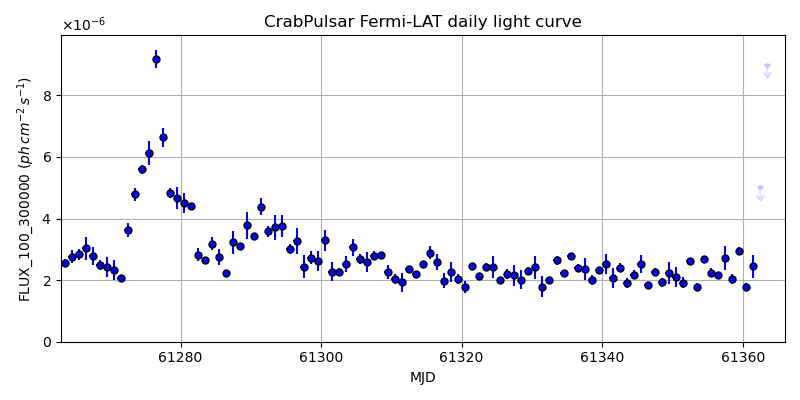 CrabPulsar Fermi-LAT daily light curve
×10⁻⁶
FLUX_100_300000 (ph cm⁻² s⁻¹)
8
6
4
2
0
61280 61300 61320 61340 61360
MJD